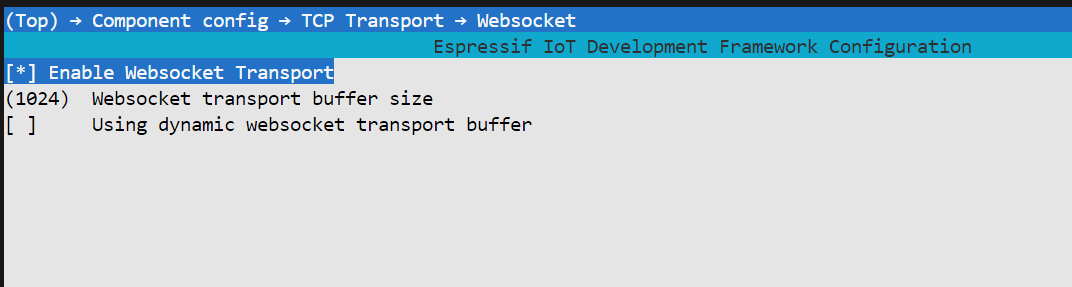 (Top) → Component config → TCP Transport → Websocket
Espressif IoT Development Framework Configuration
[*] Enable Websocket Transport
(1024) Websocket transport buffer size
[ ] Using dynamic websocket transport buffer